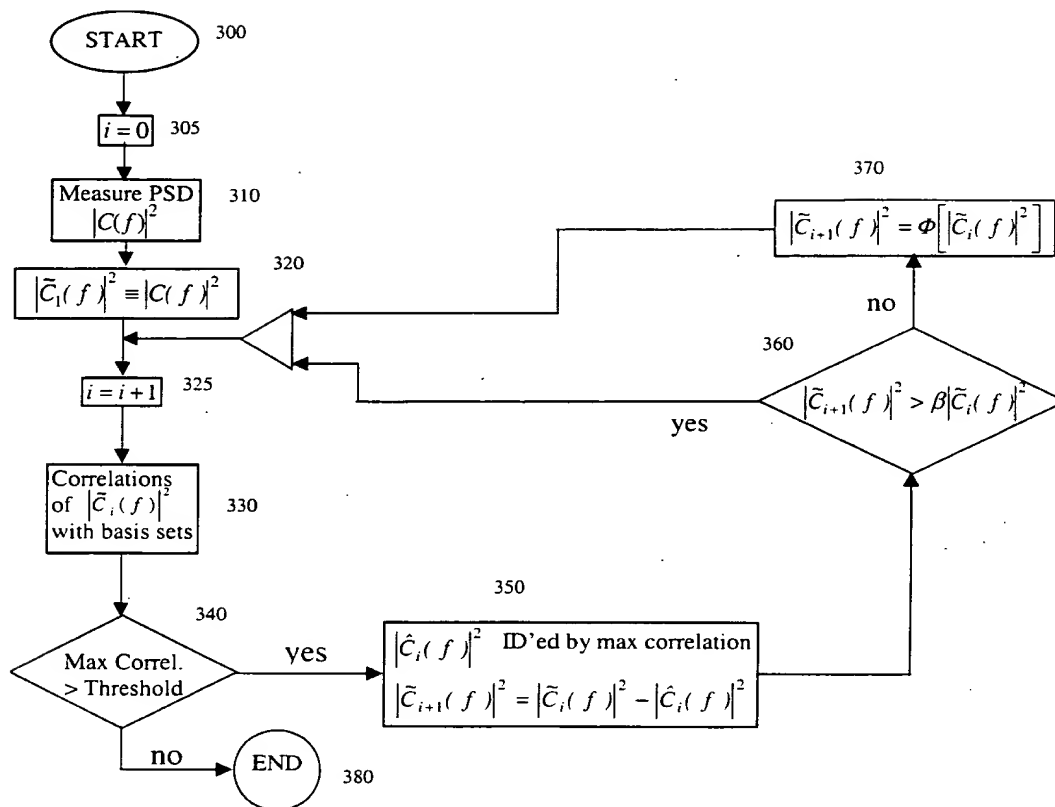 START
300
i = 0
305
Measure PSD
|C(f)|²
310
|C̃₁(f)|² ≡ |C(f)|²
320
i = i + 1
325
Correlations
of |C̃ᵢ(f)|²
with basis sets
330
340
Max Correl.
> Threshold
yes
no
END
380
350
|Ĉᵢ(f)|² ID'ed by max correlation
|C̃ᵢ₊₁(f)|² = |C̃ᵢ(f)|² − |Ĉᵢ(f)|²
360
|C̃ᵢ₊₁(f)|² > β|C̃ᵢ(f)|²
yes
no
370
|C̃ᵢ₊₁(f)|² = Φ[|C̃ᵢ(f)|²]